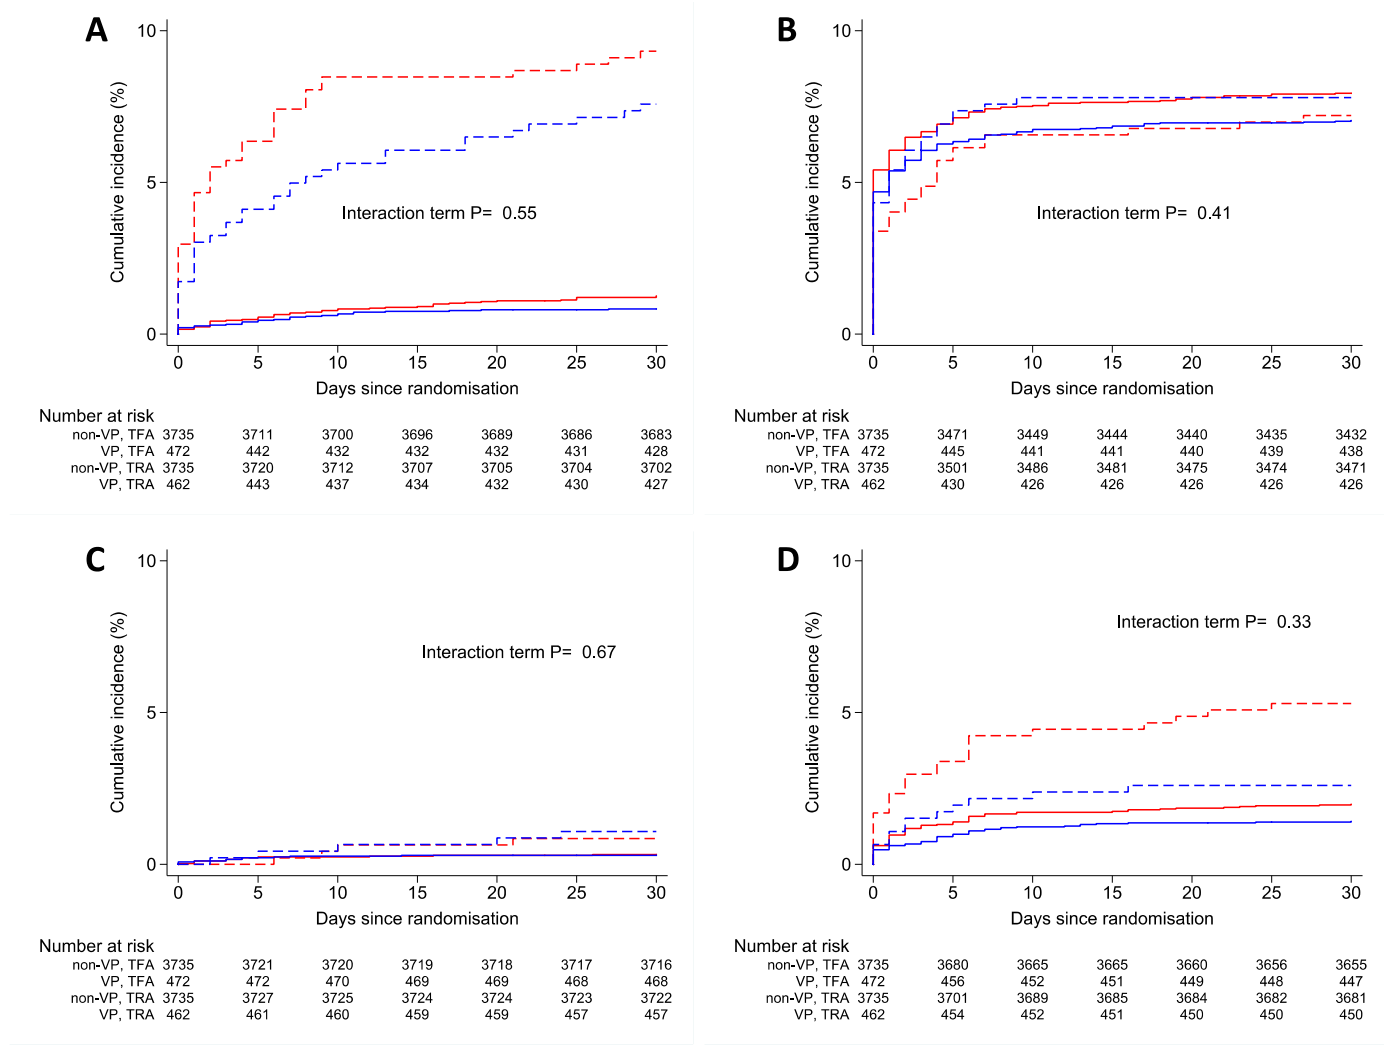 A
10
5
0
Cumulative incidence (%)
Interaction term P= 0.55
0 5 10 15 20 25 30
Days since randomisation
Number at risk
non-VP, TFA 3735 3711 3700 3696 3689 3686 3683
VP, TFA 472 442 432 432 432 431 428
non-VP, TRA 3735 3720 3712 3707 3705 3704 3702
VP, TRA 462 443 437 434 432 430 427
B
10
5
0
Cumulative incidence (%)
Interaction term P= 0.41
0 5 10 15 20 25 30
Days since randomisation
Number at risk
non-VP, TFA 3735 3471 3449 3444 3440 3435 3432
VP, TFA 472 445 441 441 440 439 438
non-VP, TRA 3735 3501 3486 3481 3475 3474 3471
VP, TRA 462 430 426 426 426 426 426
C
10
5
0
Cumulative incidence (%)
Interaction term P= 0.67
0 5 10 15 20 25 30
Days since randomisation
Number at risk
non-VP, TFA 3735 3721 3720 3719 3718 3717 3716
VP, TFA 472 472 470 469 469 468 468
non-VP, TRA 3735 3727 3725 3724 3724 3723 3722
VP, TRA 462 461 460 459 459 457 457
D
10
5
0
Cumulative incidence (%)
Interaction term P= 0.33
0 5 10 15 20 25 30
Days since randomisation
Number at risk
non-VP, TFA 3735 3680 3665 3665 3660 3656 3655
VP, TFA 472 456 452 451 449 448 447
non-VP, TRA 3735 3701 3689 3685 3684 3682 3681
VP, TRA 462 454 452 451 450 450 450